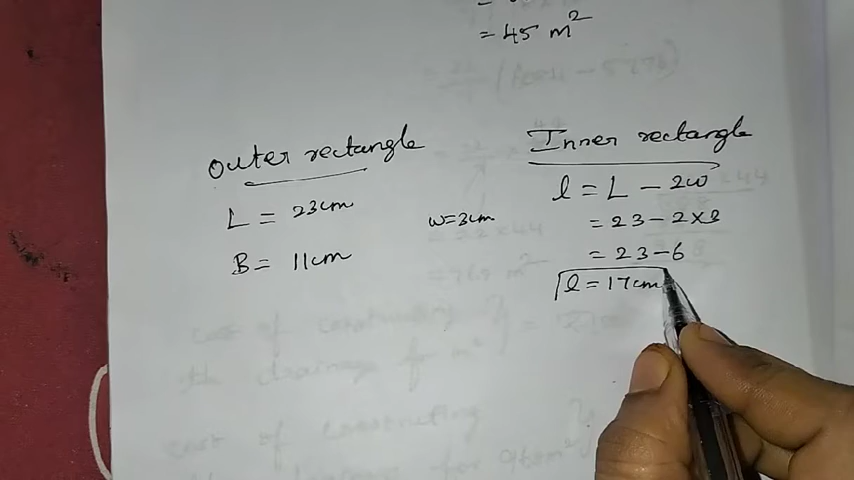 = 45 m²
Outer rectangle
L = 23cm
B = 11cm
w=3cm
Inner rectangle
l = L - 2w
= 23-2×3
= 23-6
l = 17cm